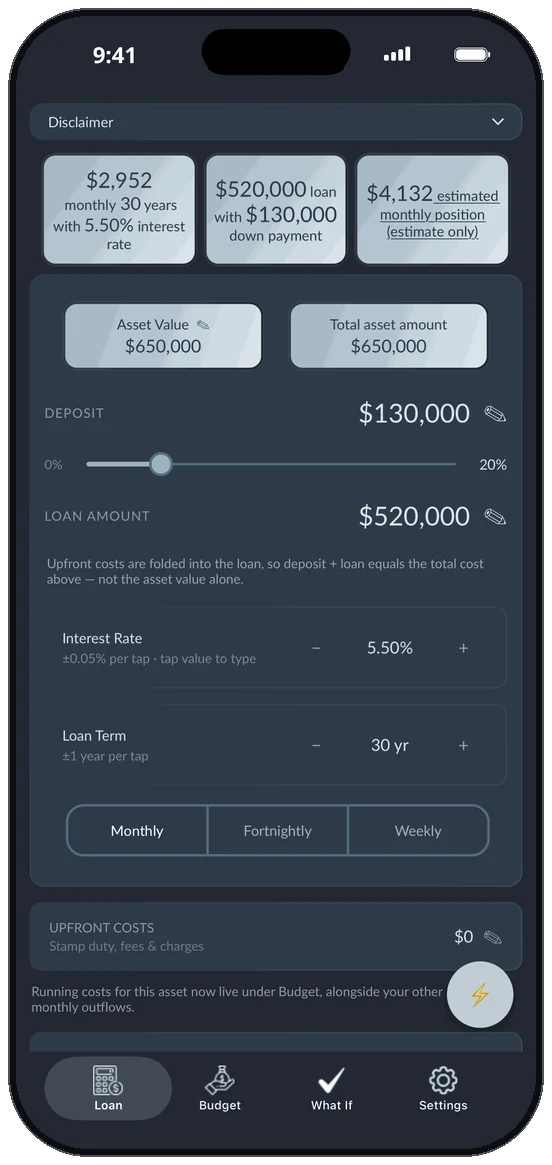 9:41
Disclaimer
$2,952
monthly 30 years
with 5.50% interest
rate
$520,000 loan
with $130,000
down payment
$4,132 estimated
monthly position
(estimate only)
Asset Value
$650,000
Total asset amount
$650,000
DEPOSIT
$130,000
0%
20%
LOAN AMOUNT
$520,000
Upfront costs are folded into the loan, so deposit + loan equals the total cost
above — not the asset value alone.
Interest Rate
±0.05% per tap · tap value to type
−
5.50%
+
Loan Term
±1 year per tap
−
30 yr
+
Monthly
Fortnightly
Weekly
UPFRONT COSTS
Stamp duty, fees & charges
$0
Running costs for this asset now live under Budget, alongside your other
monthly outflows.
Loan
Budget
What If
Settings